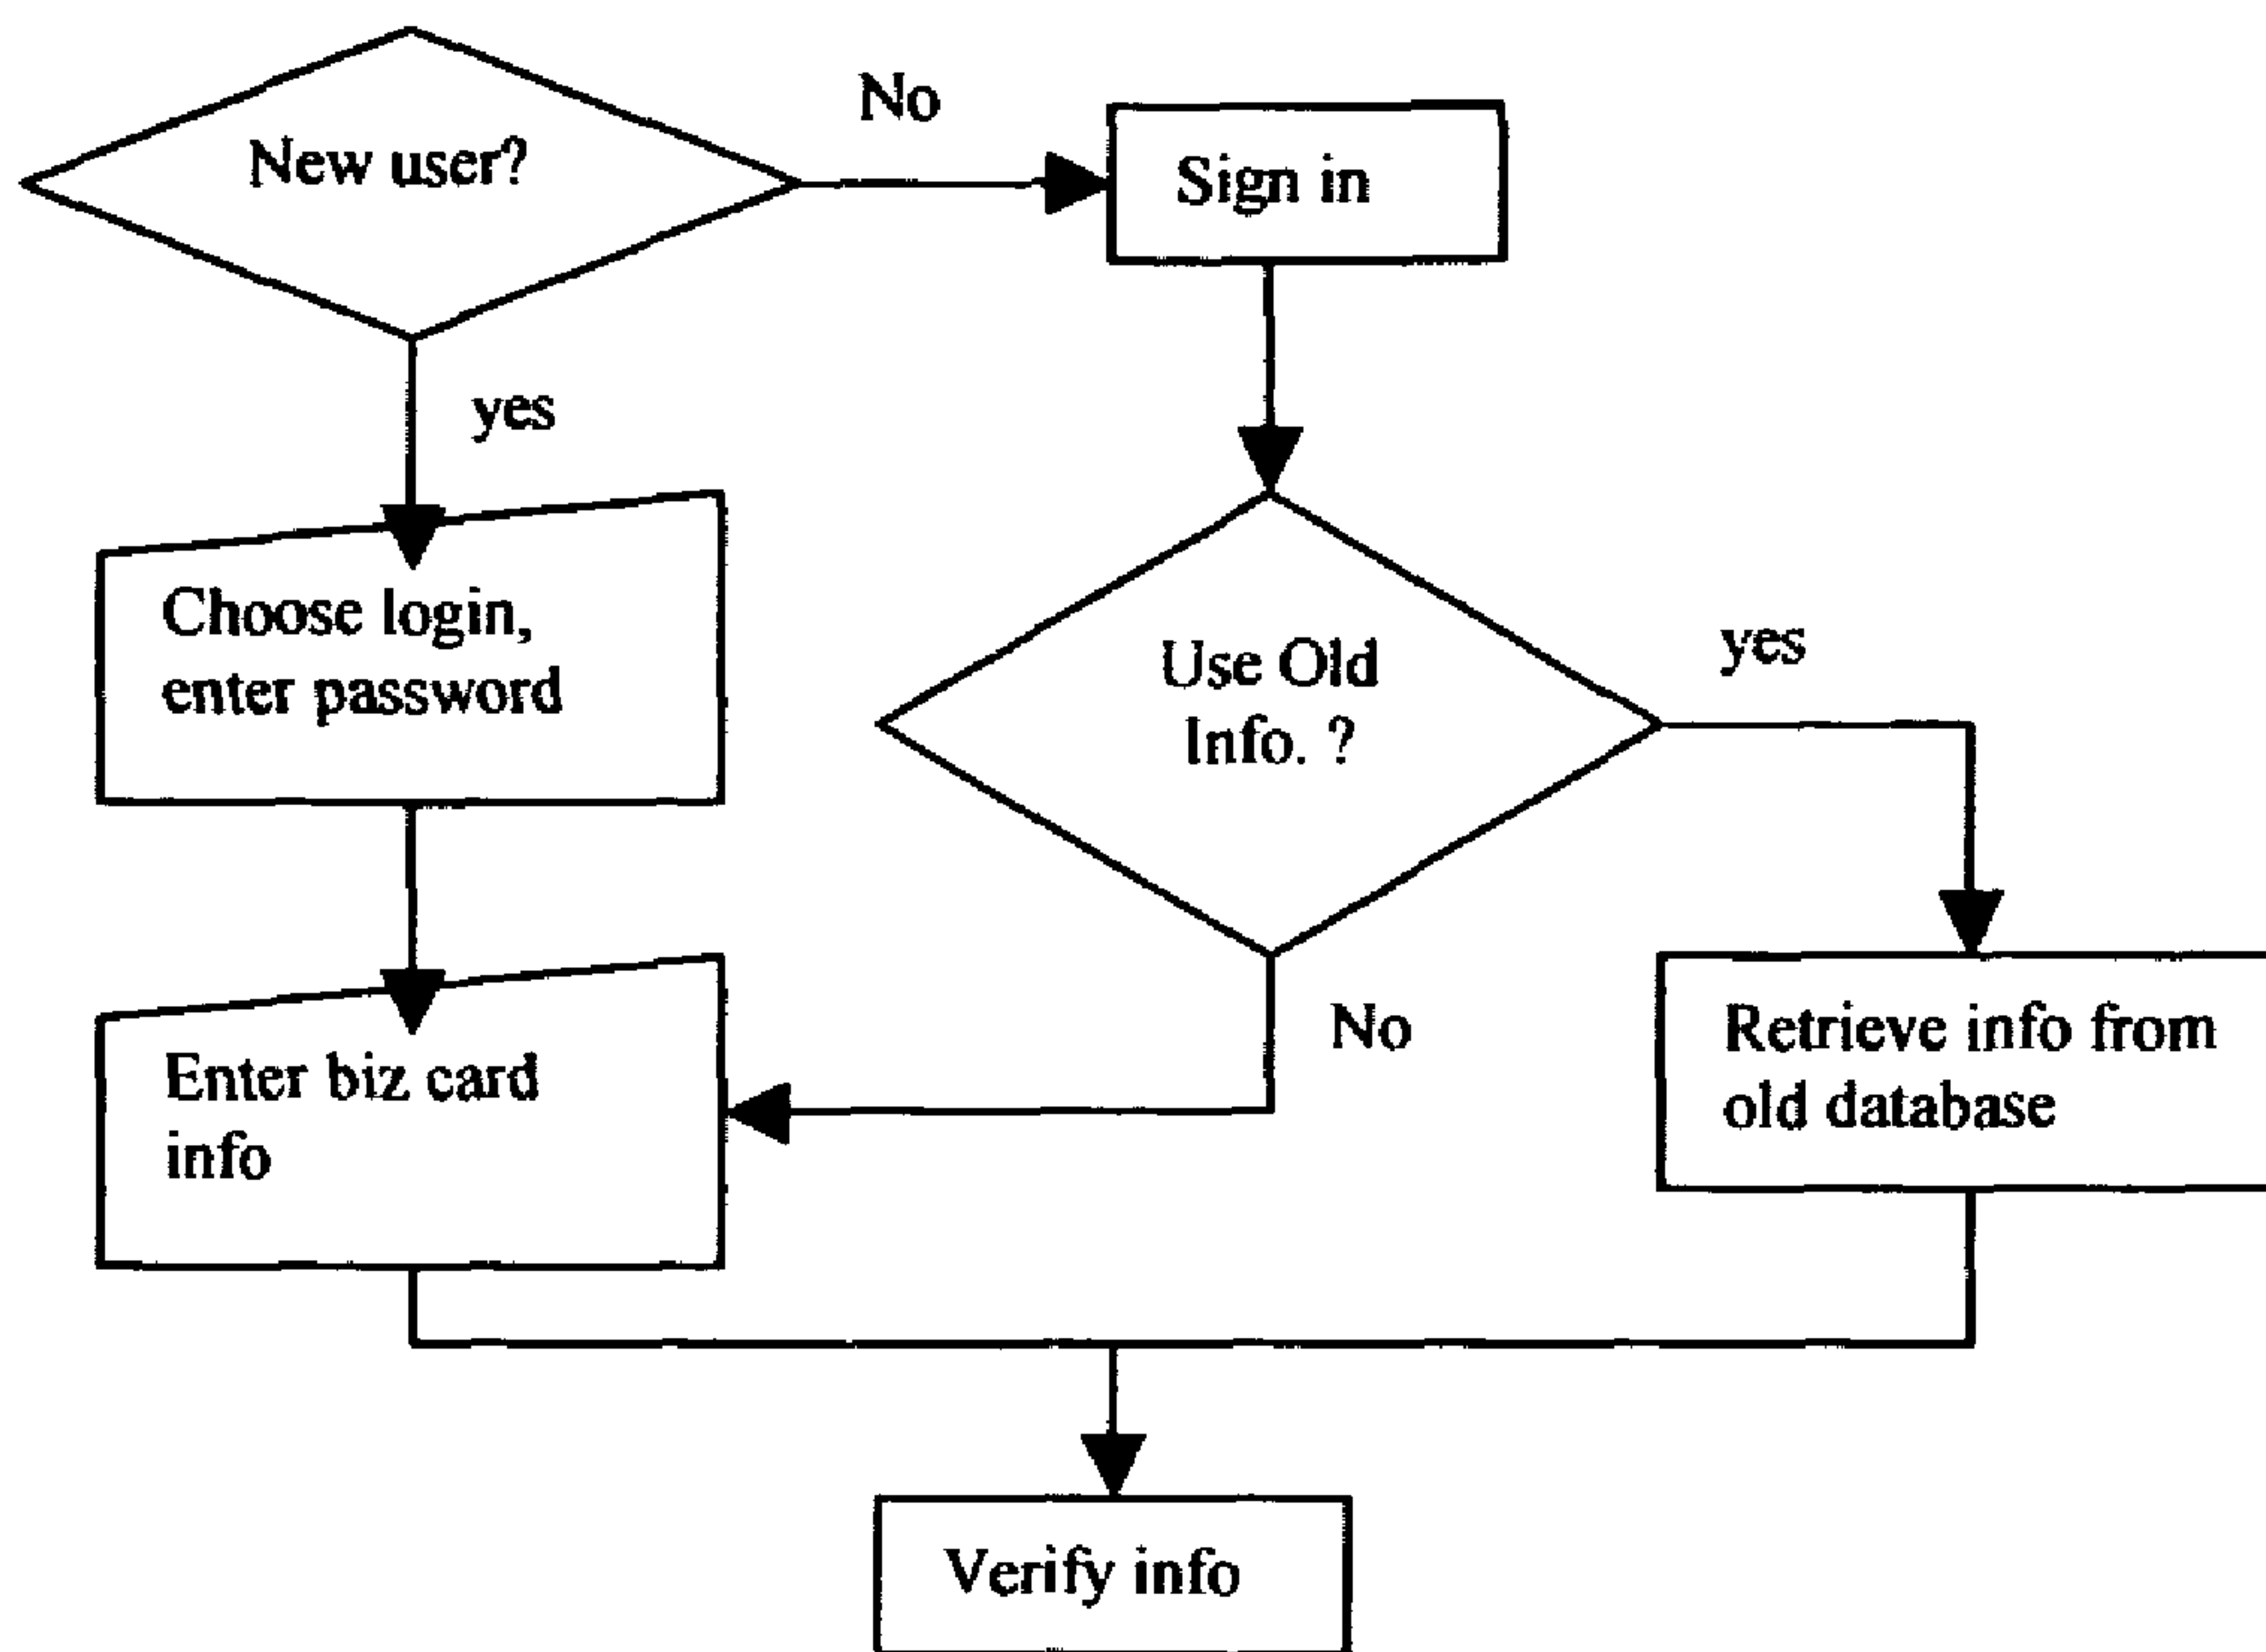 New user?
No
Sign in
yes
Choose login,
enter password
Use Old
Info. ?
yes
No
Enter biz card
info
Retrieve info from
old database
Verify info